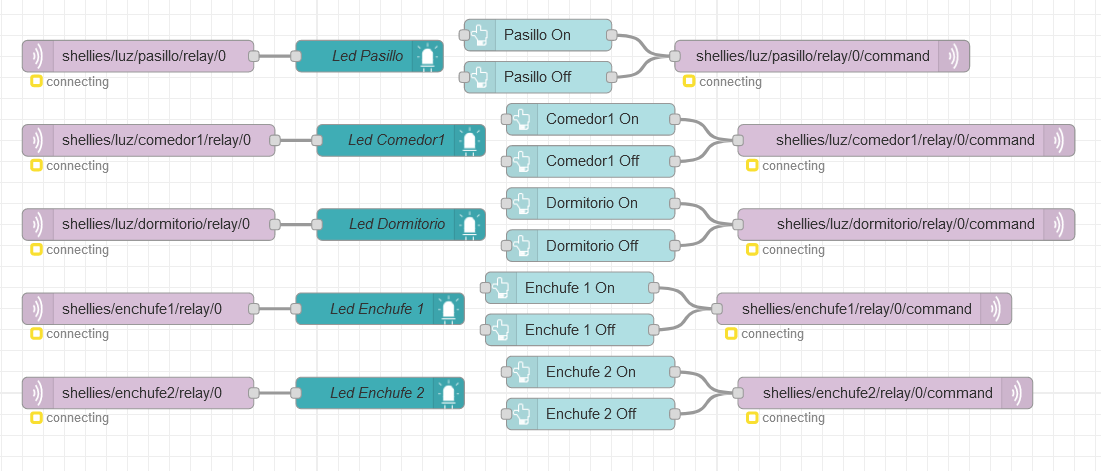 Pasillo On
shellies/luz/pasillo/relay/0
Led Pasillo
shellies/luz/pasillo/relay/0/command
Pasillo Off
connecting
connecting
Comedor1 On
shellies/luz/comedor1/relay/0
Led Comedor1
shellies/luz/comedor1/relay/0/command
Comedor1 Off
connecting
connecting
Dormitorio On
shellies/luz/dormitorio/relay/0
Led Dormitorio
shellies/luz/dormitorio/relay/0/command
Dormitorio Off
connecting
connecting
Enchufe 1 On
shellies/enchufe1/relay/0
Led Enchufe 1
shellies/enchufe1/relay/0/command
Enchufe 1 Off
connecting
connecting
Enchufe 2 On
shellies/enchufe2/relay/0
Led Enchufe 2
shellies/enchufe2/relay/0/command
Enchufe 2 Off
connecting
connecting